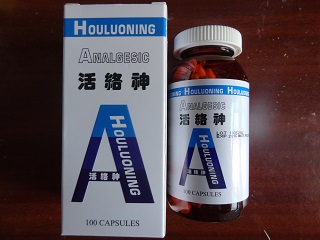 HOULUONING
ANALGESIC
活絡神
A
HOULUONING
活絡神
100 CAPSULES
HOULUONING
ANALGESIC
活絡神
A
HOULUONING
活絡神
100 CAPSULES